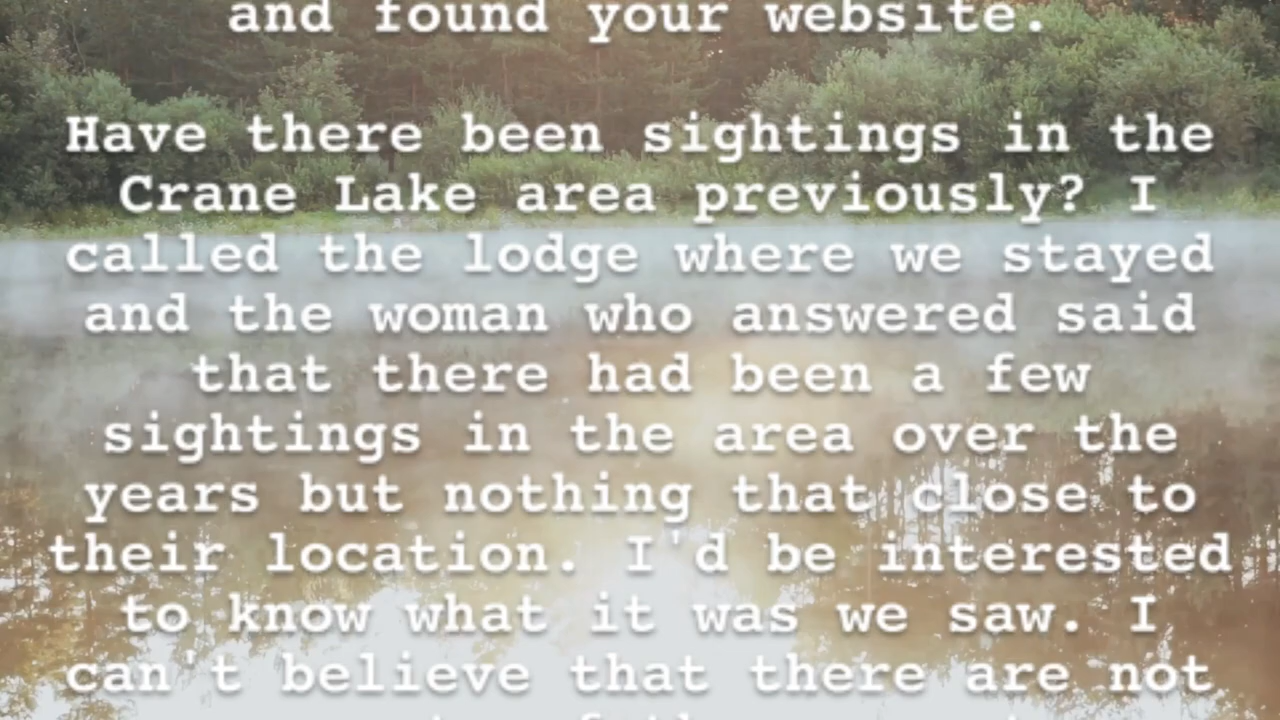 and found your website.
Have there been sightings in the
Crane Lake area previously? I
called the lodge where we stayed
and the woman who answered said
that there had been a few
sightings in the area over the
years but nothing that close to
their location. I'd be interested
to know what it was we saw. I
can't believe that there are not